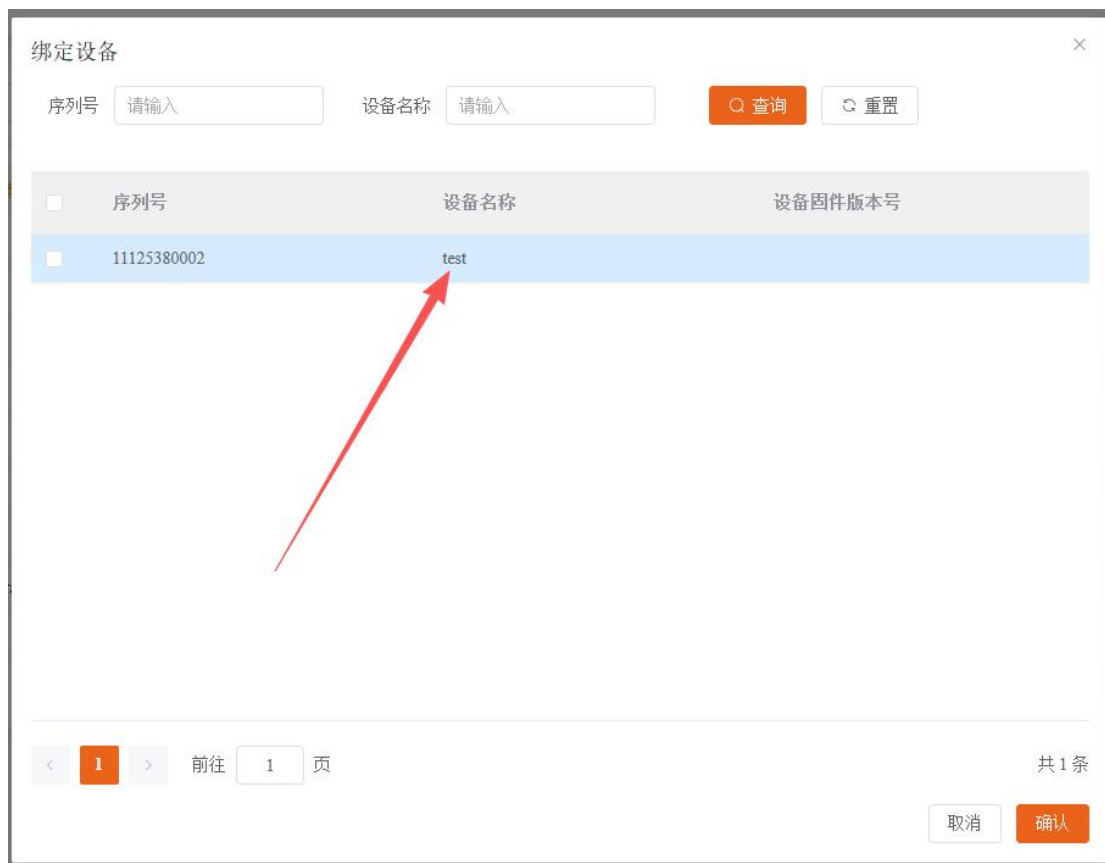 绑定设备
序列号 请输入 设备名称 请输入 查询 重置
序列号 设备名称 设备固件版本号
11125380002 test
1 前往 1 页 共 1 条
取消 确认